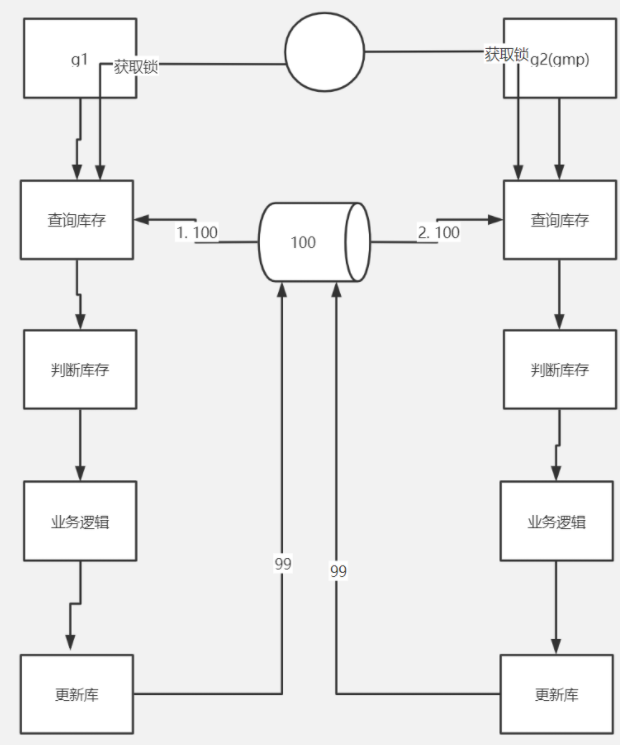 g1
获取锁
获取锁
g2(gmp)
查询库存
1. 100
100
2. 100
查询库存
判断库存
判断库存
业务逻辑
业务逻辑
99
99
更新库
更新库